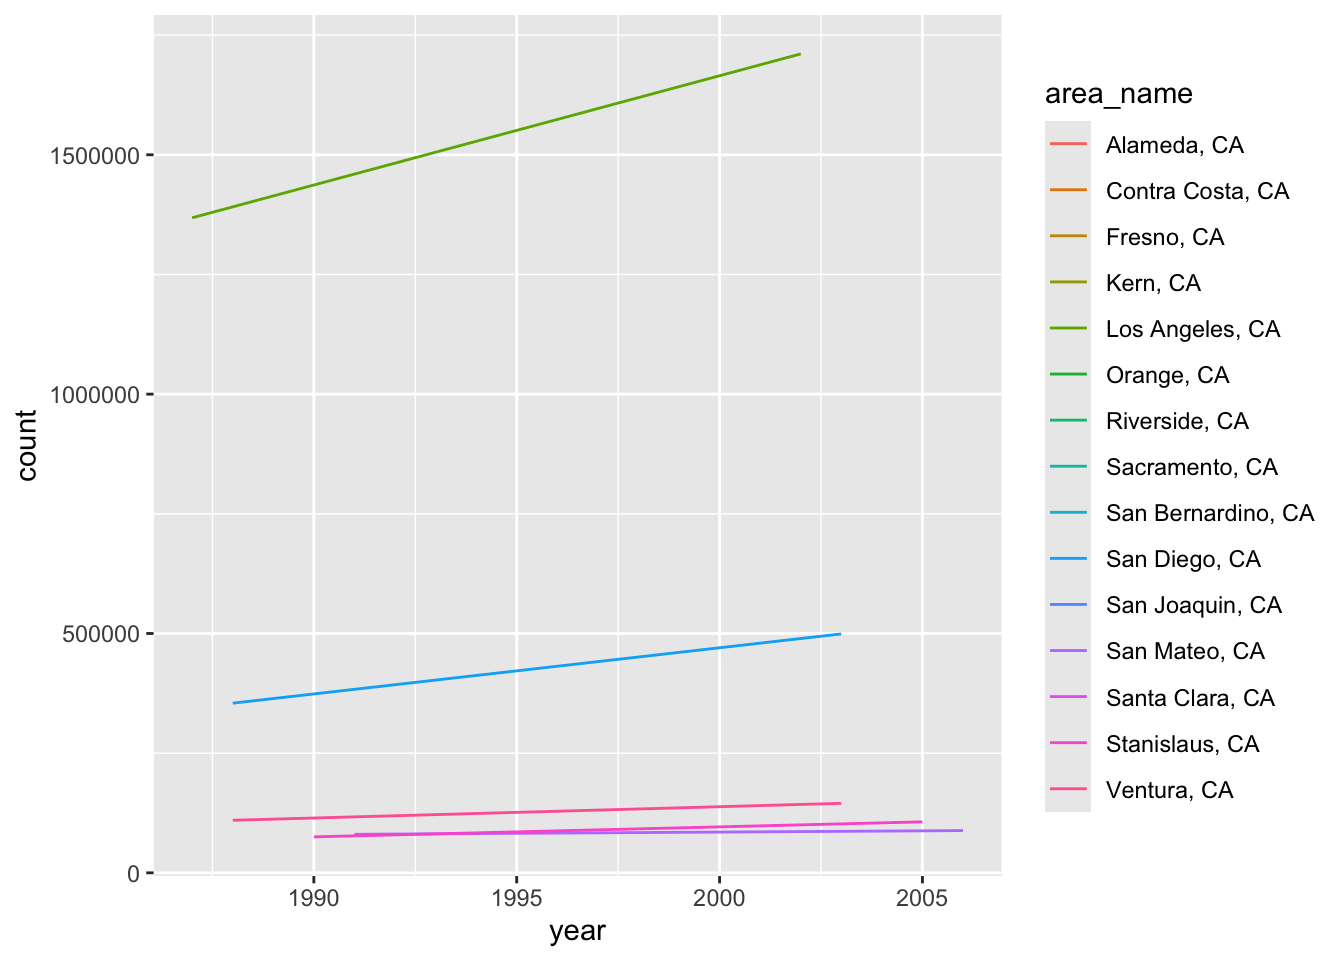 1500000
1000000
500000
0
count
1990 1995 2000 2005
year
area_name
Alameda, CA
Contra Costa, CA
Fresno, CA
Kern, CA
Los Angeles, CA
Orange, CA
Riverside, CA
Sacramento, CA
San Bernardino, CA
San Diego, CA
San Joaquin, CA
San Mateo, CA
Santa Clara, CA
Stanislaus, CA
Ventura, CA